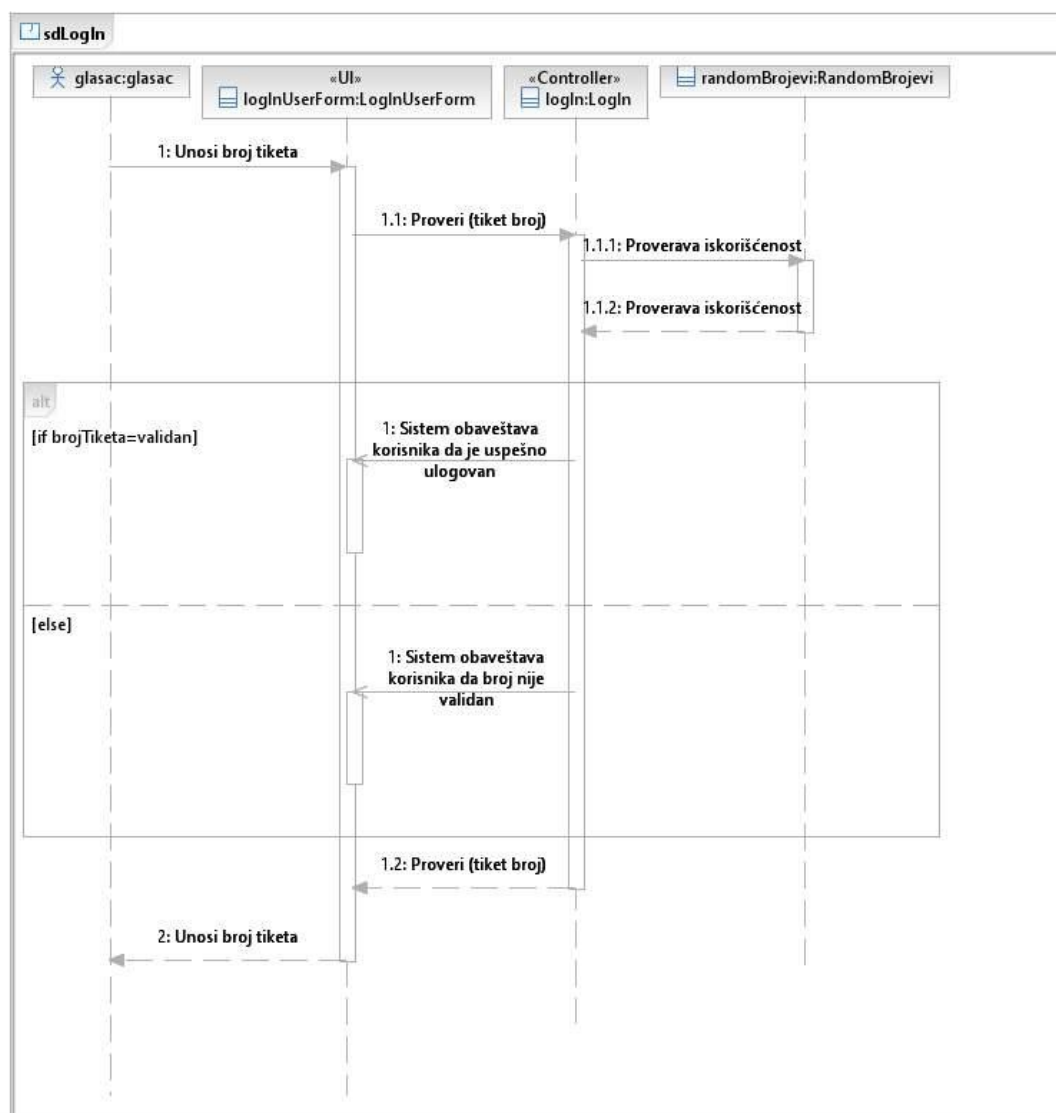 sdLogIn
glasac:glasac
«UI»
logInUserForm:LogInUserForm
«Controller»
logIn:LogIn
randomBrojevi:RandomBrojevi
1: Unosi broj tiketa
1.1: Proveri (tiket broj)
1.1.1: Proverava iskorišćenost
1.1.2: Proverava iskorišćenost
alt
[if brojTiketa=validan]
1: Sistem obaveštava
korisnika da je uspešno
ulogovan
[else]
1: Sistem obaveštava
korisnika da broj nije
validan
1.2: Proveri (tiket broj)
2: Unosi broj tiketa